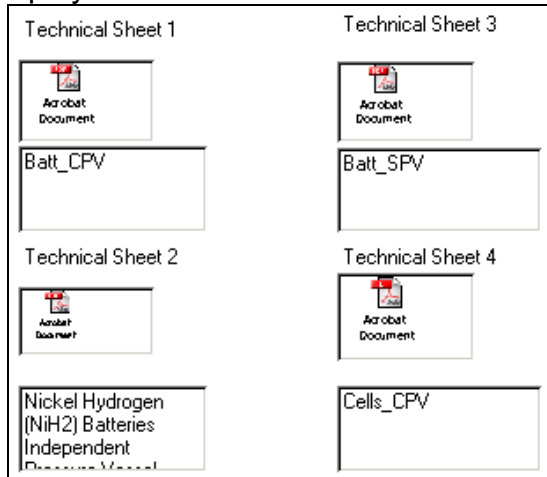 Technical Sheet 1
Acrobat
Document
Batt_CPV
Technical Sheet 3
Acrobat
Document
Batt_SPV
Technical Sheet 2
Acrobat
Document
Nickel Hydrogen
(NiH2) Batteries
Independent
Technical Sheet 4
Acrobat
Document
Cells_CPV